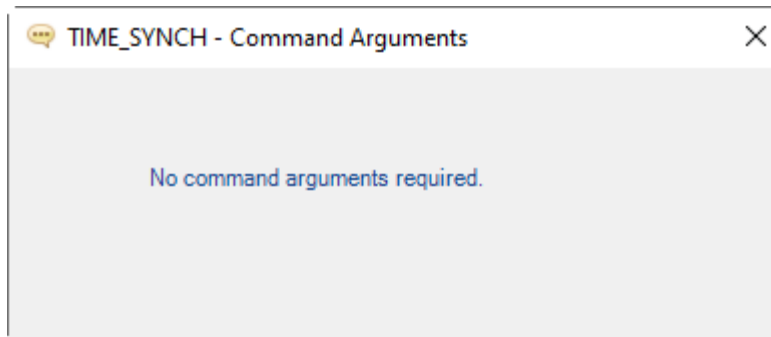 TIME_SYNCH - Command Arguments
No command arguments required.